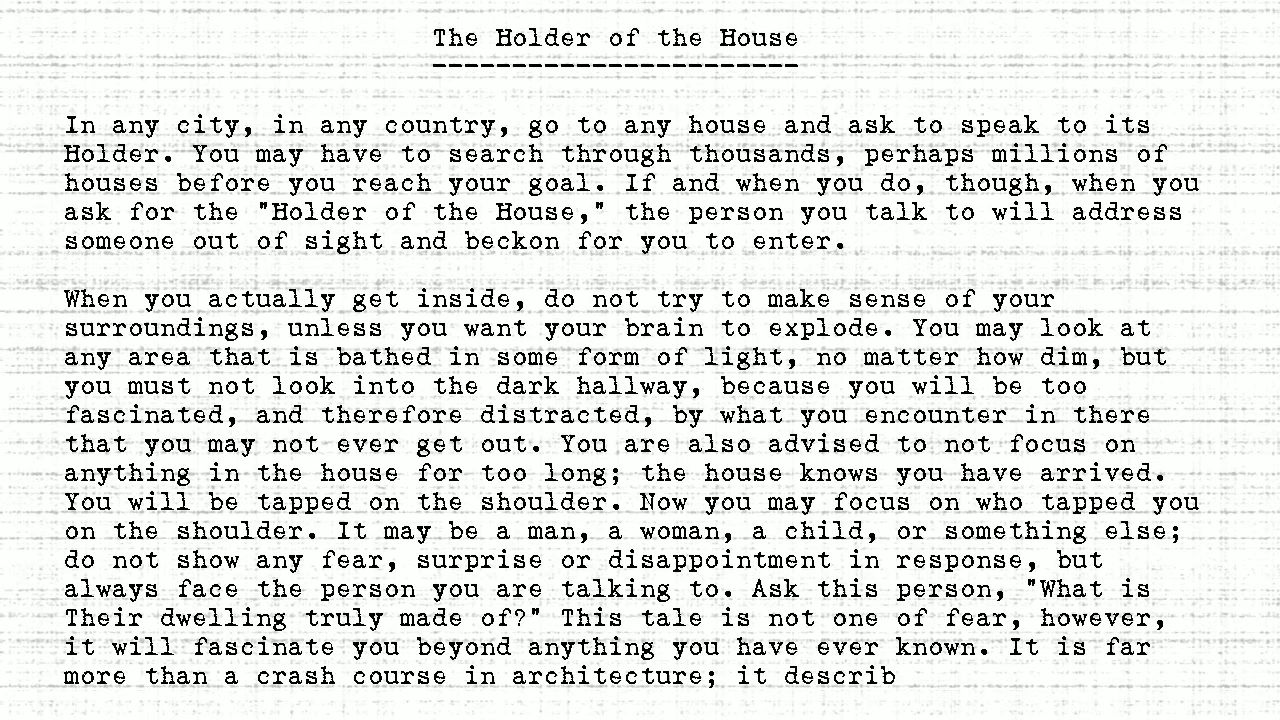 The Holder of the House
-----------------------
In any city, in any country, go to any house and ask to speak to its
Holder. You may have to search through thousands, perhaps millions of
houses before you reach your goal. If and when you do, though, when you
ask for the "Holder of the House," the person you talk to will address
someone out of sight and beckon for you to enter.
When you actually get inside, do not try to make sense of your
surroundings, unless you want your brain to explode. You may look at
any area that is bathed in some form of light, no matter how dim, but
you must not look into the dark hallway, because you will be too
fascinated, and therefore distracted, by what you encounter in there
that you may not ever get out. You are also advised to not focus on
anything in the house for too long; the house knows you have arrived.
You will be tapped on the shoulder. Now you may focus on who tapped you
on the shoulder. It may be a man, a woman, a child, or something else;
do not show any fear, surprise or disappointment in response, but
always face the person you are talking to. Ask this person, "What is
Their dwelling truly made of?" This tale is not one of fear, however,
it will fascinate you beyond anything you have ever known. It is far
more than a crash course in architecture; it describ